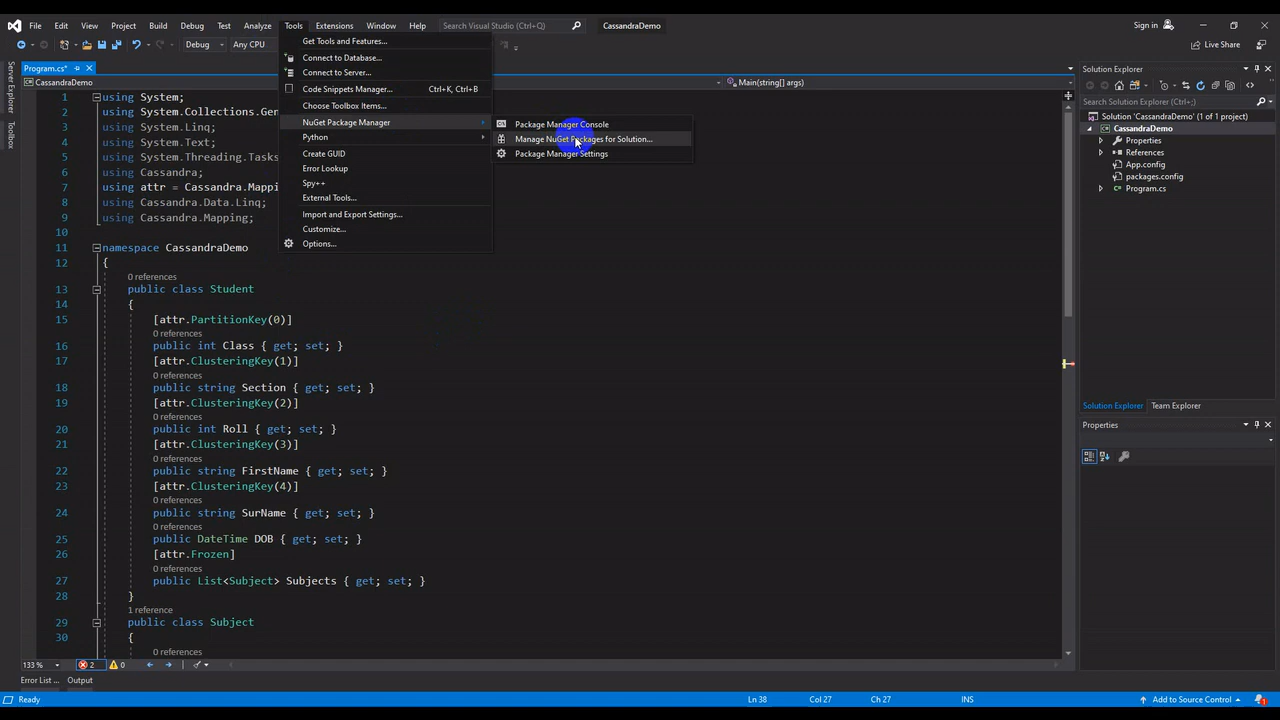 File Edit View Project Build Debug Test Analyze Tools Extensions Window Help Search Visual Studio (Ctrl+Q) CassandraDemo Sign in
Debug Any CPU Live Share
Program.cs*
CassandraDemo Main(string[] args)
Server Explorer
Toolbox
Get Tools and Features...
Connect to Database...
Connect to Server...
Code Snippets Manager... Ctrl+K, Ctrl+B
Choose Toolbox Items...
NuGet Package Manager
Python
Create GUID
Error Lookup
Spy++
External Tools...
Import and Export Settings...
Customize...
Options...
Package Manager Console
Manage NuGet Packages for Solution...
Package Manager Settings
1 using System;
2 using System.Collections.Gener
3 using System.Linq;
4 using System.Text;
5 using System.Threading.Tasks
6 using Cassandra;
7 using attr = Cassandra.Mappi
8 using Cassandra.Data.Linq;
9 using Cassandra.Mapping;
10
11 namespace CassandraDemo
12 {
0 references
13 public class Student
14 {
15 [attr.PartitionKey(0)]
0 references
16 public int Class { get; set; }
17 [attr.ClusteringKey(1)]
0 references
18 public string Section { get; set; }
19 [attr.ClusteringKey(2)]
0 references
20 public int Roll { get; set; }
21 [attr.ClusteringKey(3)]
0 references
22 public string FirstName { get; set; }
23 [attr.ClusteringKey(4)]
0 references
24 public string SurName { get; set; }
0 references
25 public DateTime DOB { get; set; }
26 [attr.Frozen]
0 references
27 public List<Subject> Subjects { get; set; }
28 }
1 reference
29 public class Subject
30 {
0 references
133 % 2 0
Error List ... Output
Ready Ln 38 Col 27 Ch 27 INS Add to Source Control 1
Solution Explorer
Search Solution Explorer (Ctrl+;)
Solution 'CassandraDemo' (1 of 1 project)
CassandraDemo
Properties
References
App.config
packages.config
Program.cs
Solution Explorer Team Explorer
Properties